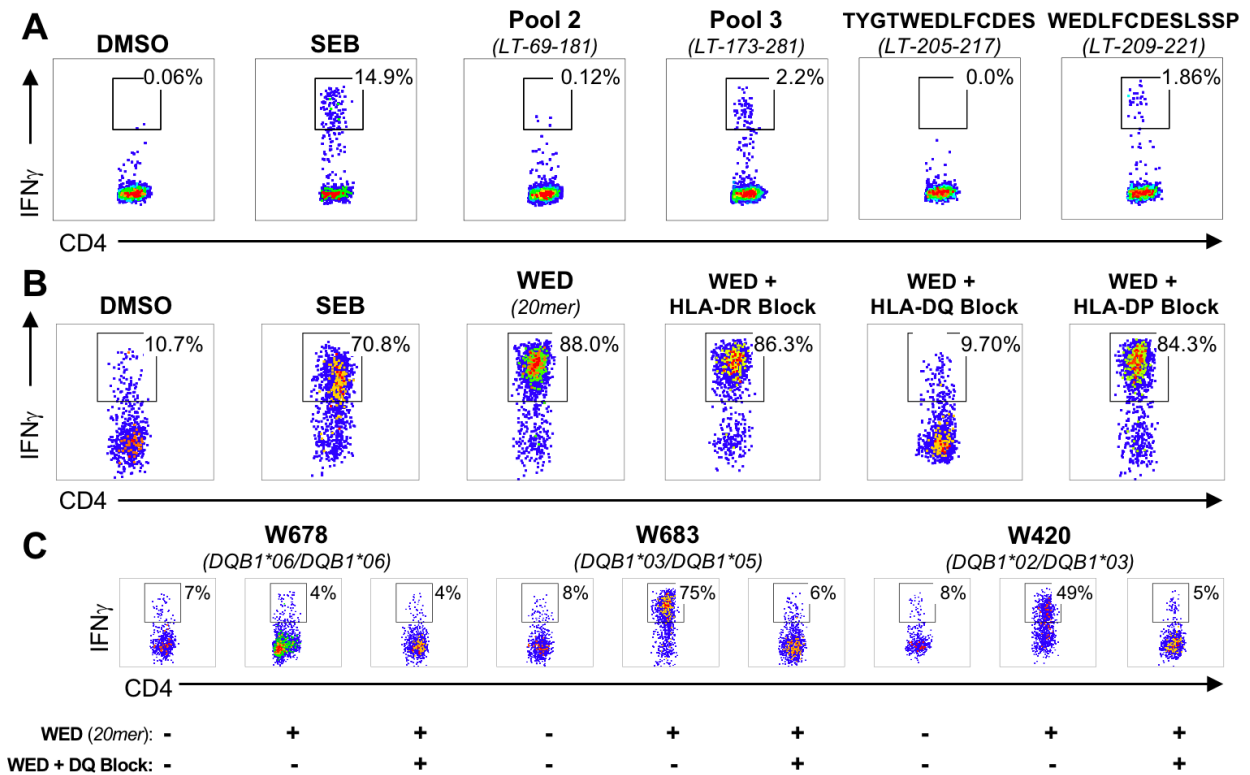 A
DMSO
SEB
Pool 2
(LT-69-181)
Pool 3
(LT-173-281)
TYGTWEDLFCDES
(LT-205-217)
WEDLFCDESLSSP
(LT-209-221)
0.06%
14.9%
0.12%
2.2%
0.0%
1.86%
IFNγ
CD4
B
DMSO
SEB
WED
(20mer)
WED +
HLA-DR Block
WED +
HLA-DQ Block
WED +
HLA-DP Block
10.7%
70.8%
88.0%
86.3%
9.70%
84.3%
IFNγ
CD4
C
W678
(DQB1*06/DQB1*06)
W683
(DQB1*03/DQB1*05)
W420
(DQB1*02/DQB1*03)
7%
4%
4%
8%
75%
6%
8%
49%
5%
IFNγ
CD4
WED (20mer): - + + - + + - + +
WED + DQ Block: - - + - - + - - +